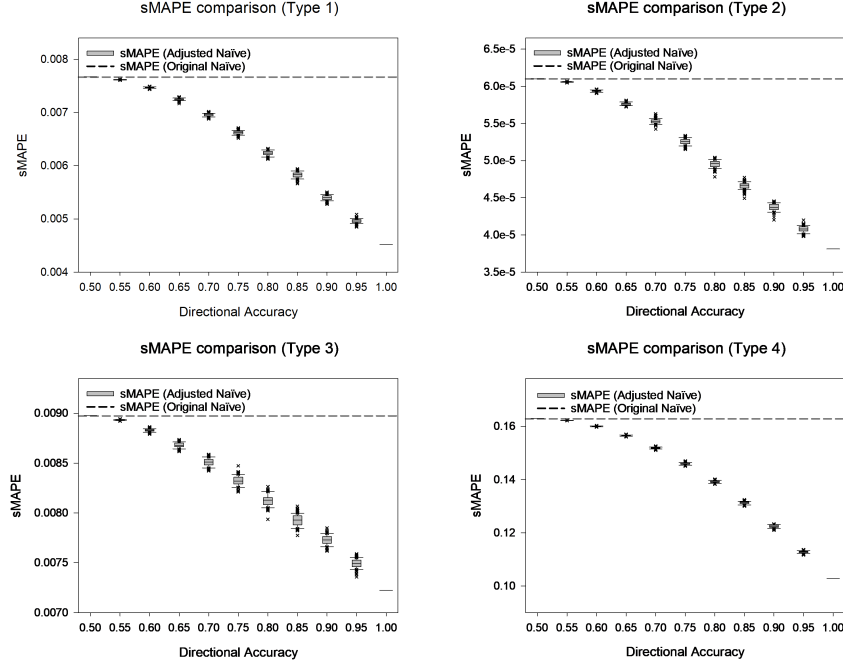 sMAPE comparison (Type 1)
sMAPE (Adjusted Naïve)
sMAPE (Original Naïve)
0.008
0.007
0.006
0.005
0.004
sMAPE
0.50 0.55 0.60 0.65 0.70 0.75 0.80 0.85 0.90 0.95 1.00
Directional Accuracy
sMAPE comparison (Type 2)
sMAPE (Adjusted Naïve)
sMAPE (Original Naïve)
6.5e-5
6.0e-5
5.5e-5
5.0e-5
4.5e-5
4.0e-5
3.5e-5
sMAPE
0.50 0.55 0.60 0.65 0.70 0.75 0.80 0.85 0.90 0.95 1.00
Directional Accuracy
sMAPE comparison (Type 3)
sMAPE (Adjusted Naïve)
sMAPE (Original Naïve)
0.0090
0.0085
0.0080
0.0075
0.0070
sMAPE
0.50 0.55 0.60 0.65 0.70 0.75 0.80 0.85 0.90 0.95 1.00
Directional Accuracy
sMAPE comparison (Type 4)
sMAPE (Adjusted Naïve)
sMAPE (Original Naïve)
0.16
0.14
0.12
0.10
sMAPE
0.50 0.55 0.60 0.65 0.70 0.75 0.80 0.85 0.90 0.95 1.00
Directional Accuracy